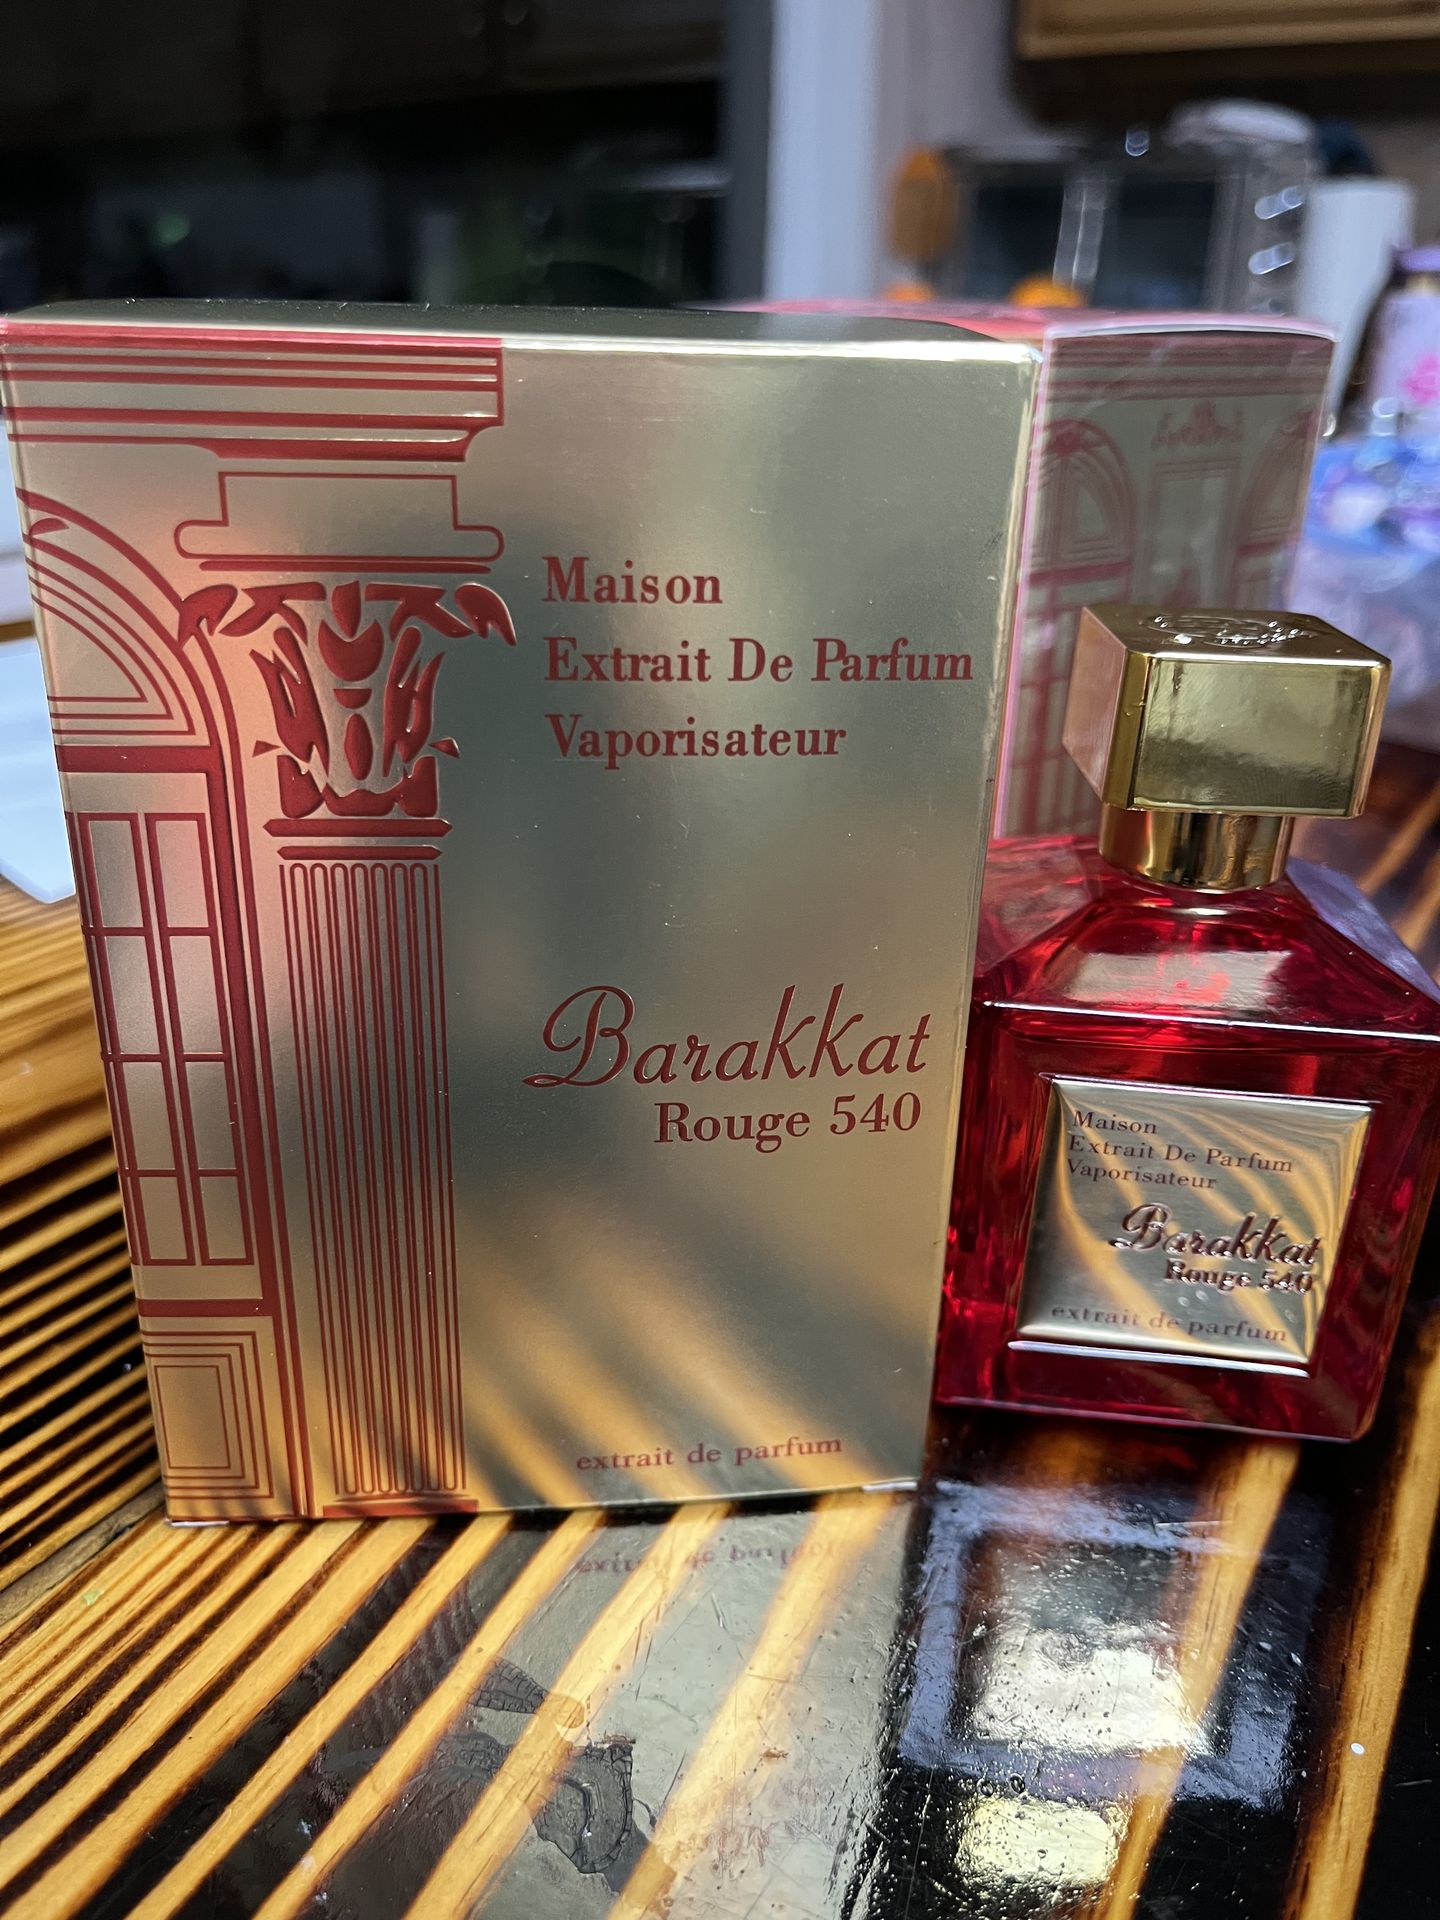 Maison
Extrait De Parfum
Vaporisateur
Barakkat
Rouge 540
extrait de parfum
Maison
Extrait De Parfum
Vaporisateur
Barakkat
Rouge 540
extrait de parfum